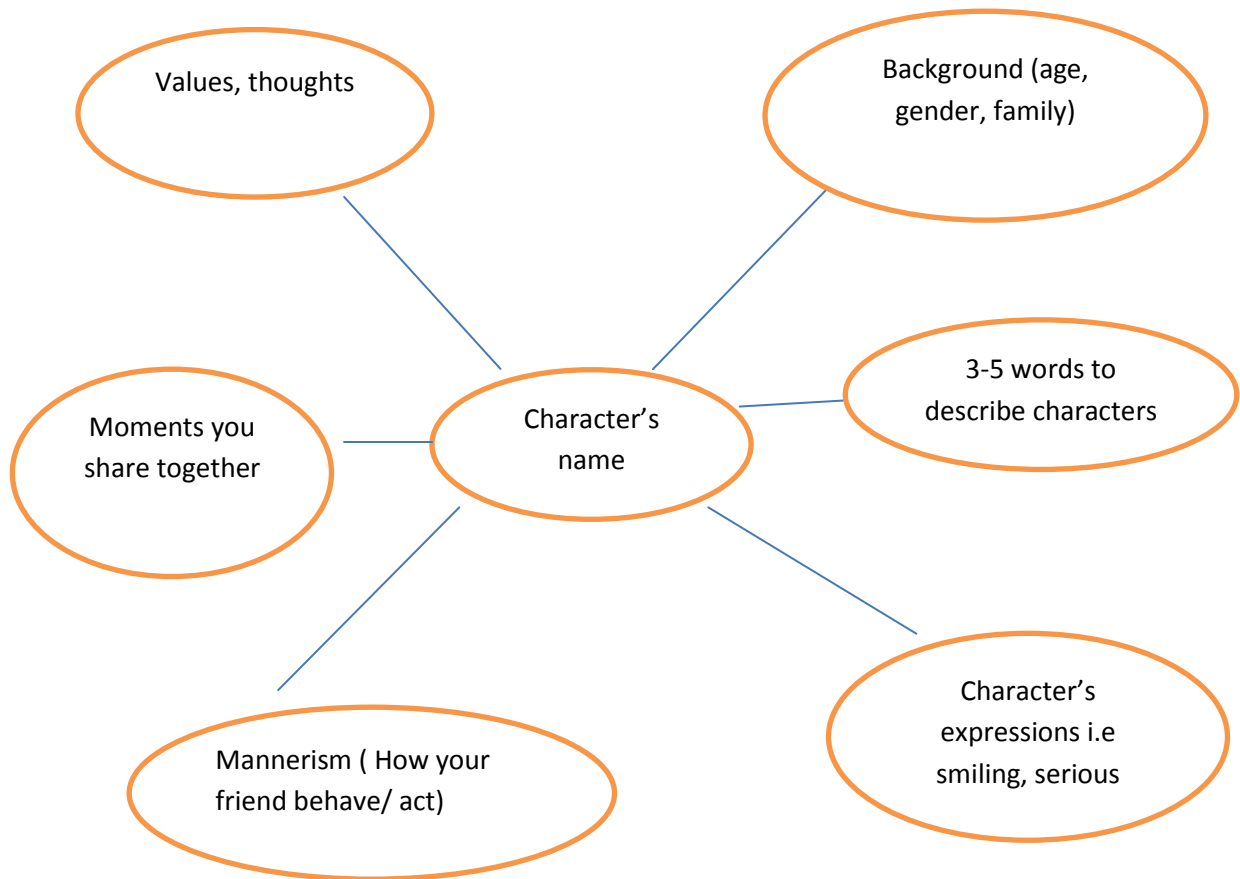 Values, thoughts
Background (age,
gender, family)
3-5 words to
describe characters
Character’s
name
Moments you
share together
Character’s
expressions i.e
smiling, serious
Mannerism ( How your
friend behave/ act)